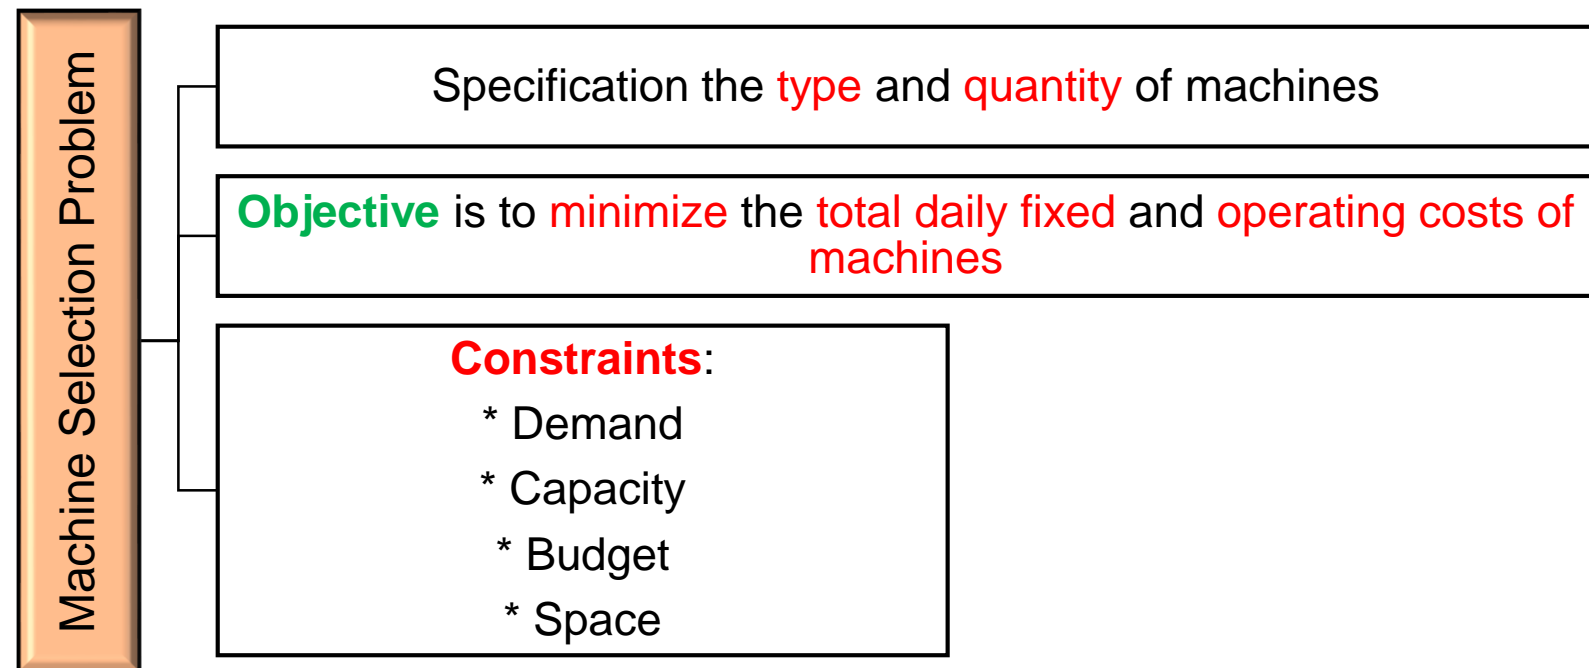 Machine Selection Problem
Specification the type and quantity of machines
Objective is to minimize the total daily fixed and operating costs of
machines
Constraints:
* Demand
* Capacity
* Budget
* Space